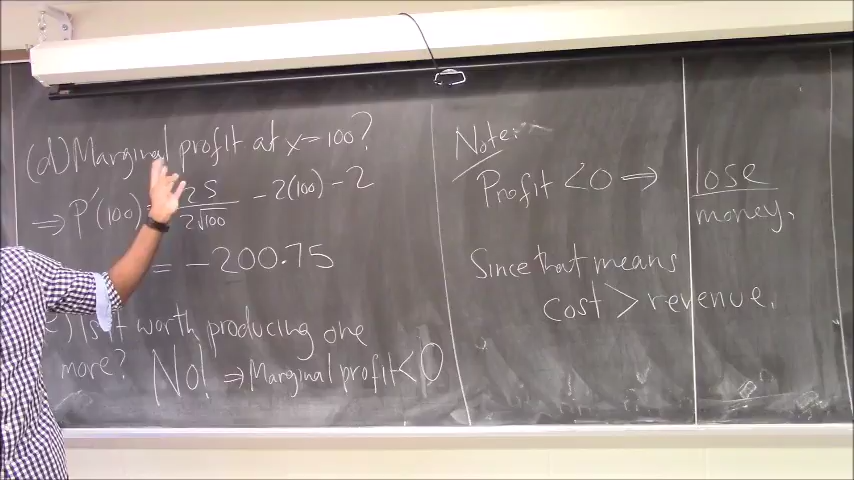 (d) Marginal profit at x=100?
⇒ P'(100) = 25/(2√100) - 2(100) - 2
= -200.75
e) Is it worth producing one
more? No! ⇒ Marginal profit < 0
Note:
Profit < 0 ⇒ lose
money.
Since that means
cost > revenue.